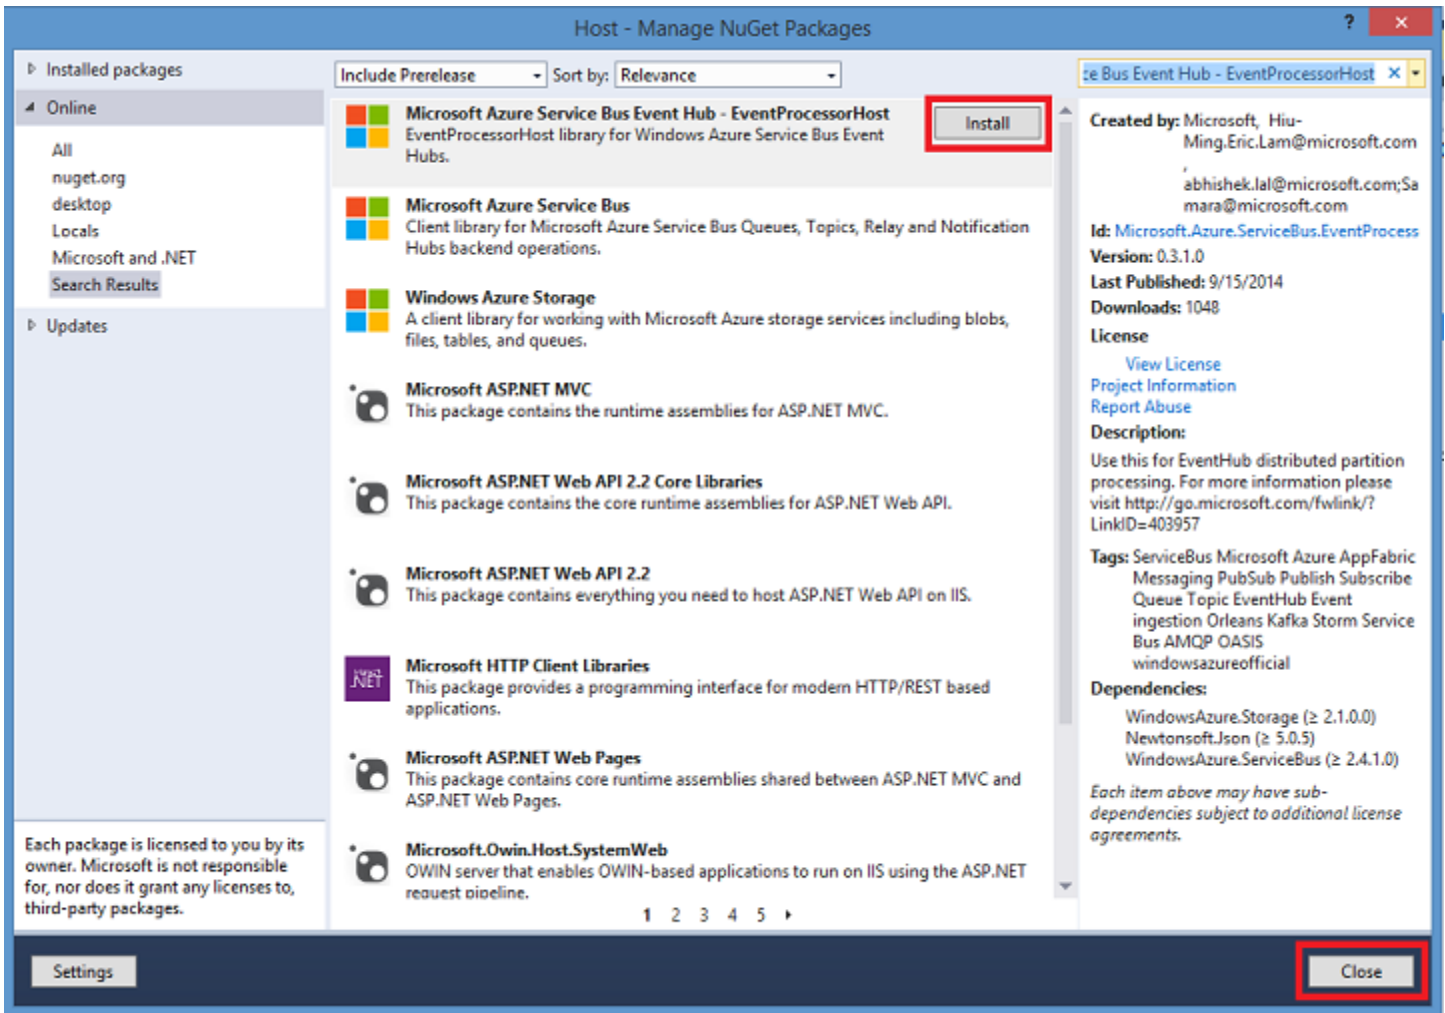 Host - Manage NuGet Packages
?
×
Installed packages
Online
All
nuget.org
desktop
Locals
Microsoft and .NET
Search Results
Updates
Each package is licensed to you by its
owner. Microsoft is not responsible
for, nor does it grant any licenses to,
third-party packages.
Include Prerelease
Sort by: Relevance
Microsoft Azure Service Bus Event Hub - EventProcessorHost
EventProcessorHost library for Windows Azure Service Bus Event
Hubs.
Install
Microsoft Azure Service Bus
Client library for Microsoft Azure Service Bus Queues, Topics, Relay and Notification
Hubs backend operations.
Windows Azure Storage
A client library for working with Microsoft Azure storage services including blobs,
files, tables, and queues.
Microsoft ASP.NET MVC
This package contains the runtime assemblies for ASP.NET MVC.
Microsoft ASP.NET Web API 2.2 Core Libraries
This package contains the core runtime assemblies for ASP.NET Web API.
Microsoft ASP.NET Web API 2.2
This package contains everything you need to host ASP.NET Web API on IIS.
.NET
Microsoft HTTP Client Libraries
This package provides a programming interface for modern HTTP/REST based
applications.
Microsoft ASP.NET Web Pages
This package contains core runtime assemblies shared between ASP.NET MVC and
ASP.NET Web Pages.
Microsoft.Owin.Host.SystemWeb
OWIN server that enables OWIN-based applications to run on IIS using the ASP.NET
request pipeline.
1 2 3 4 5
ce Bus Event Hub - EventProcessorHost ×
Created by: Microsoft, Hiu-
Ming.Eric.Lam@microsoft.com
,
abhishek.lal@microsoft.com;Sa
mara@microsoft.com
Id: Microsoft.Azure.ServiceBus.EventProcess
Version: 0.3.1.0
Last Published: 9/15/2014
Downloads: 1048
License
View License
Project Information
Report Abuse
Description:
Use this for EventHub distributed partition
processing. For more information please
visit http://go.microsoft.com/fwlink/?
LinkID=403957
Tags: ServiceBus Microsoft Azure AppFabric
Messaging PubSub Publish Subscribe
Queue Topic EventHub Event
ingestion Orleans Kafka Storm Service
Bus AMQP OASIS
windowsazureofficial
Dependencies:
WindowsAzure.Storage (≥ 2.1.0.0)
Newtonsoft.Json (≥ 5.0.5)
WindowsAzure.ServiceBus (≥ 2.4.1.0)
Each item above may have sub-
dependencies subject to additional license
agreements.
Settings
Close